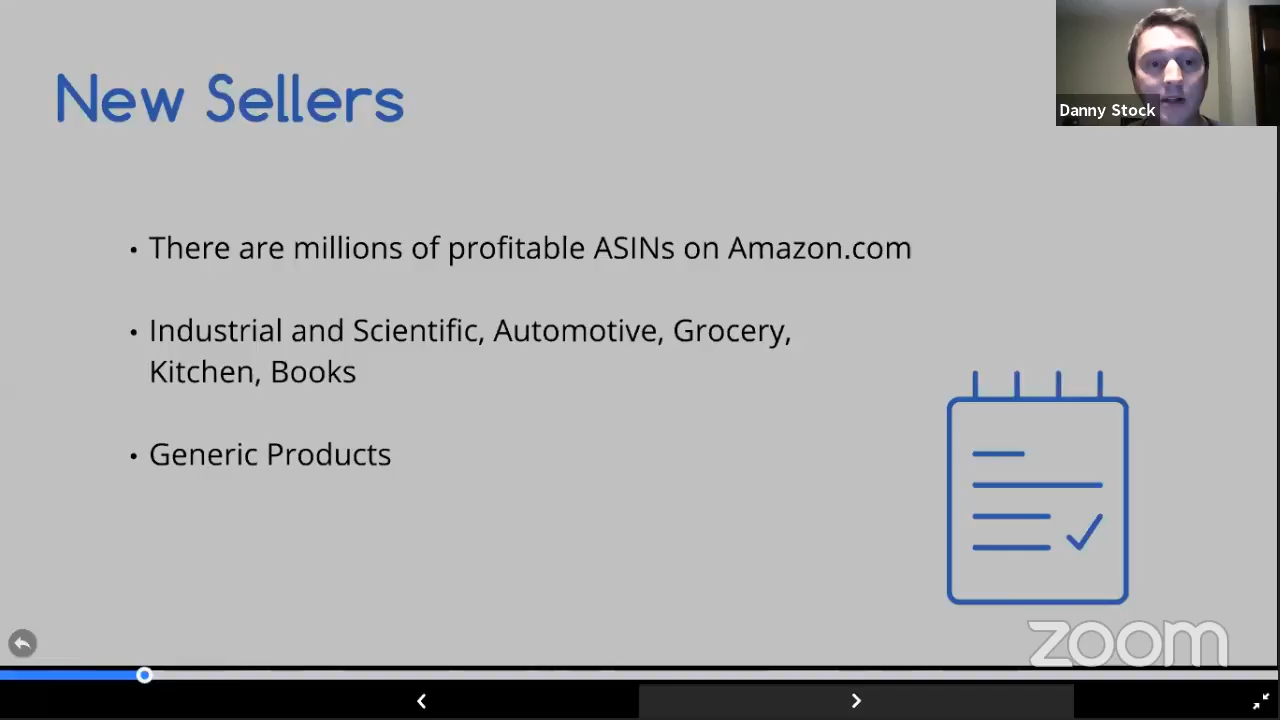 New Sellers
Danny Stock
• There are millions of profitable ASINs on Amazon.com
• Industrial and Scientific, Automotive, Grocery,
Kitchen, Books
• Generic Products
zoom